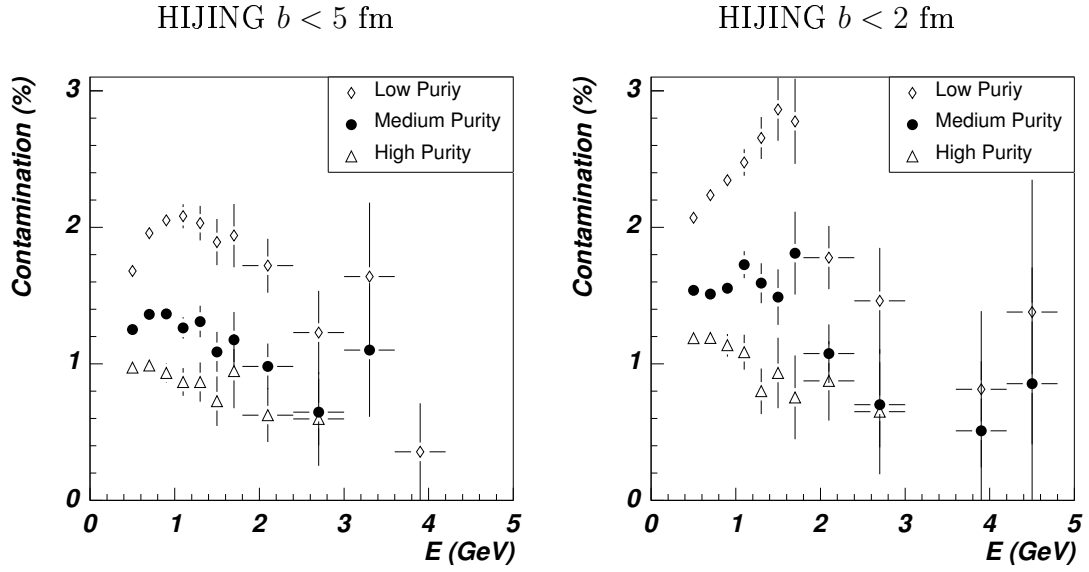 HIJING b < 5 fm
Contamination (%)
3
2
1
0
Low Puriy
Medium Purity
High Purity
0 1 2 3 4 5
E (GeV)
HIJING b < 2 fm
Contamination (%)
3
2
1
0
Low Puriy
Medium Purity
High Purity
0 1 2 3 4 5
E (GeV)